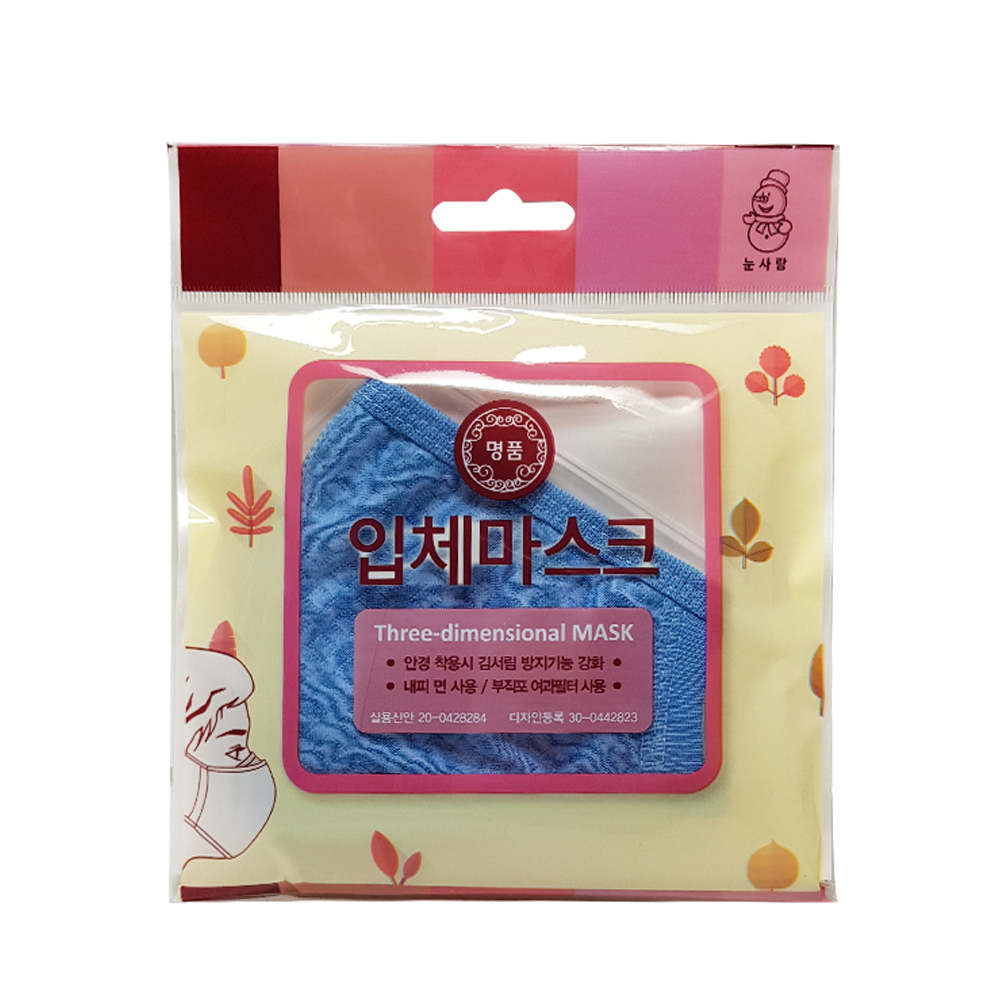 눈사람
명품
입체마스크
Three-dimensional MASK
• 안경 착용시 김서림 방지기능 강화 •
• 내피 면 사용 / 부직포 여과필터 사용 •
실용신안 20-0428284 디자인등록 30-0442823